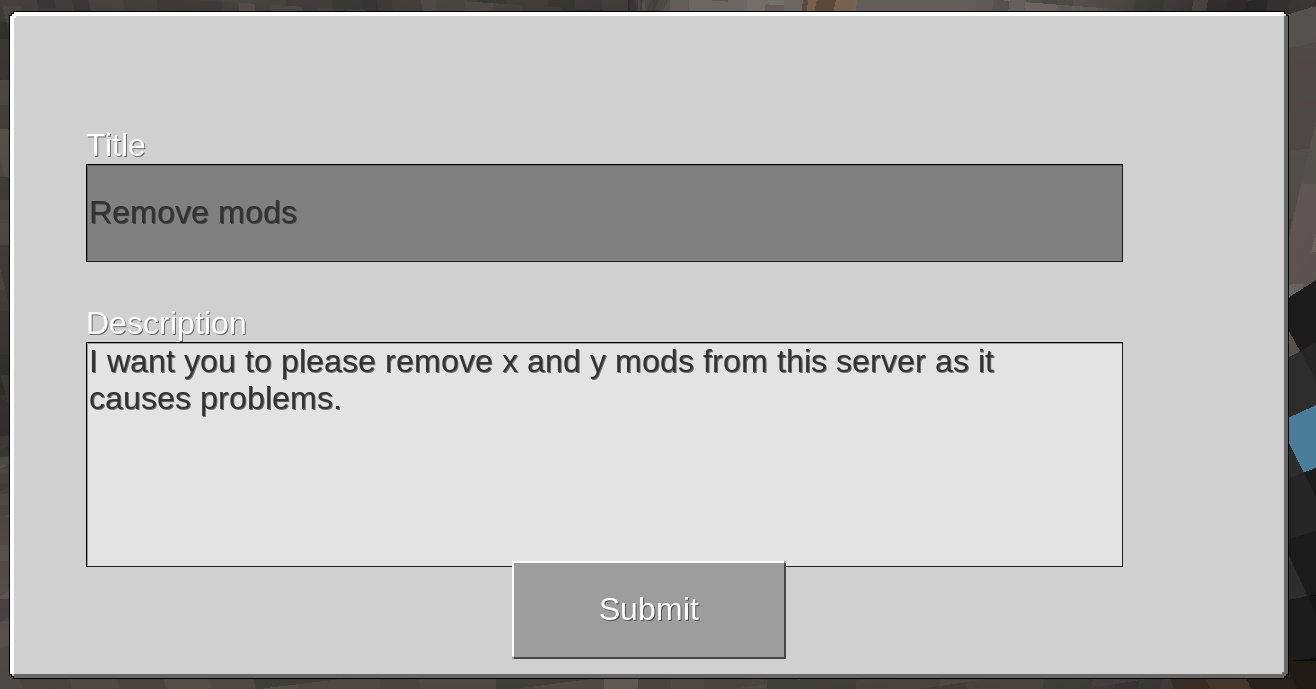 Title
Remove mods
Description
I want you to please remove x and y mods from this server as it
causes problems.
Submit